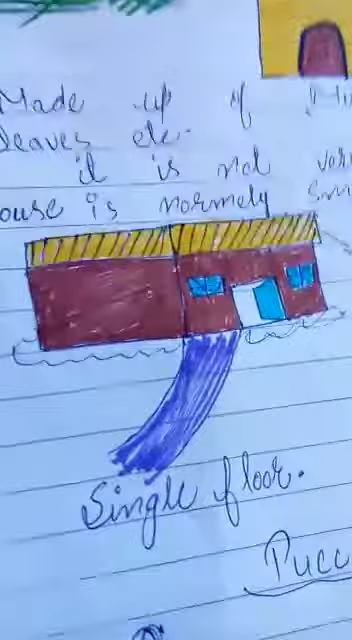 Made up of
leaves etc.
it is not
ouse is normely
Single floor.
Pucc